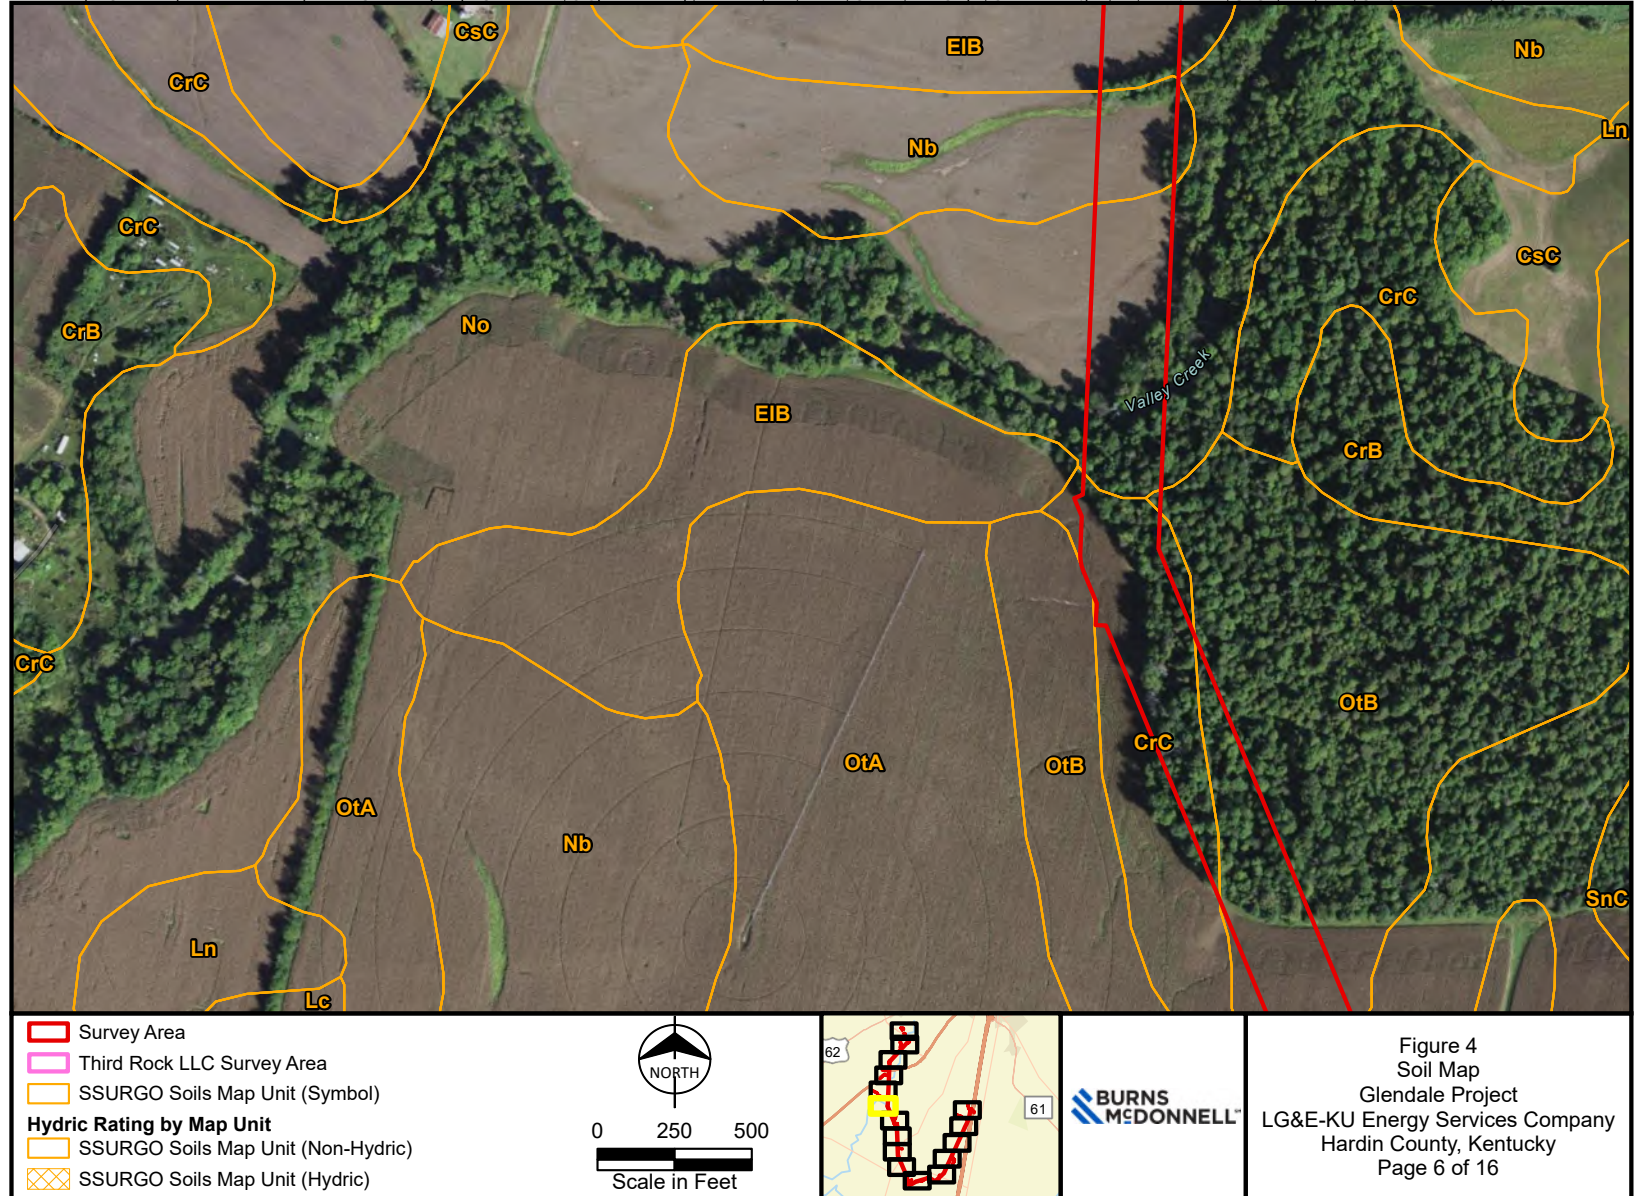 CsC
ElB
Nb
CrC
Ln
Nb
CrC
CsC
CrC
No
CrB
Valley Creek
ElB
CrB
CrC
OtB
CrC
OtA
OtB
OtA
Nb
SnC
Ln
Lc
Survey Area
Third Rock LLC Survey Area
SSURGO Soils Map Unit (Symbol)
Hydric Rating by Map Unit
SSURGO Soils Map Unit (Non-Hydric)
SSURGO Soils Map Unit (Hydric)
NORTH
0 250 500
Scale in Feet
62
61
BURNS
McDONNELL
Figure 4
Soil Map
Glendale Project
LG&E-KU Energy Services Company
Hardin County, Kentucky
Page 6 of 16